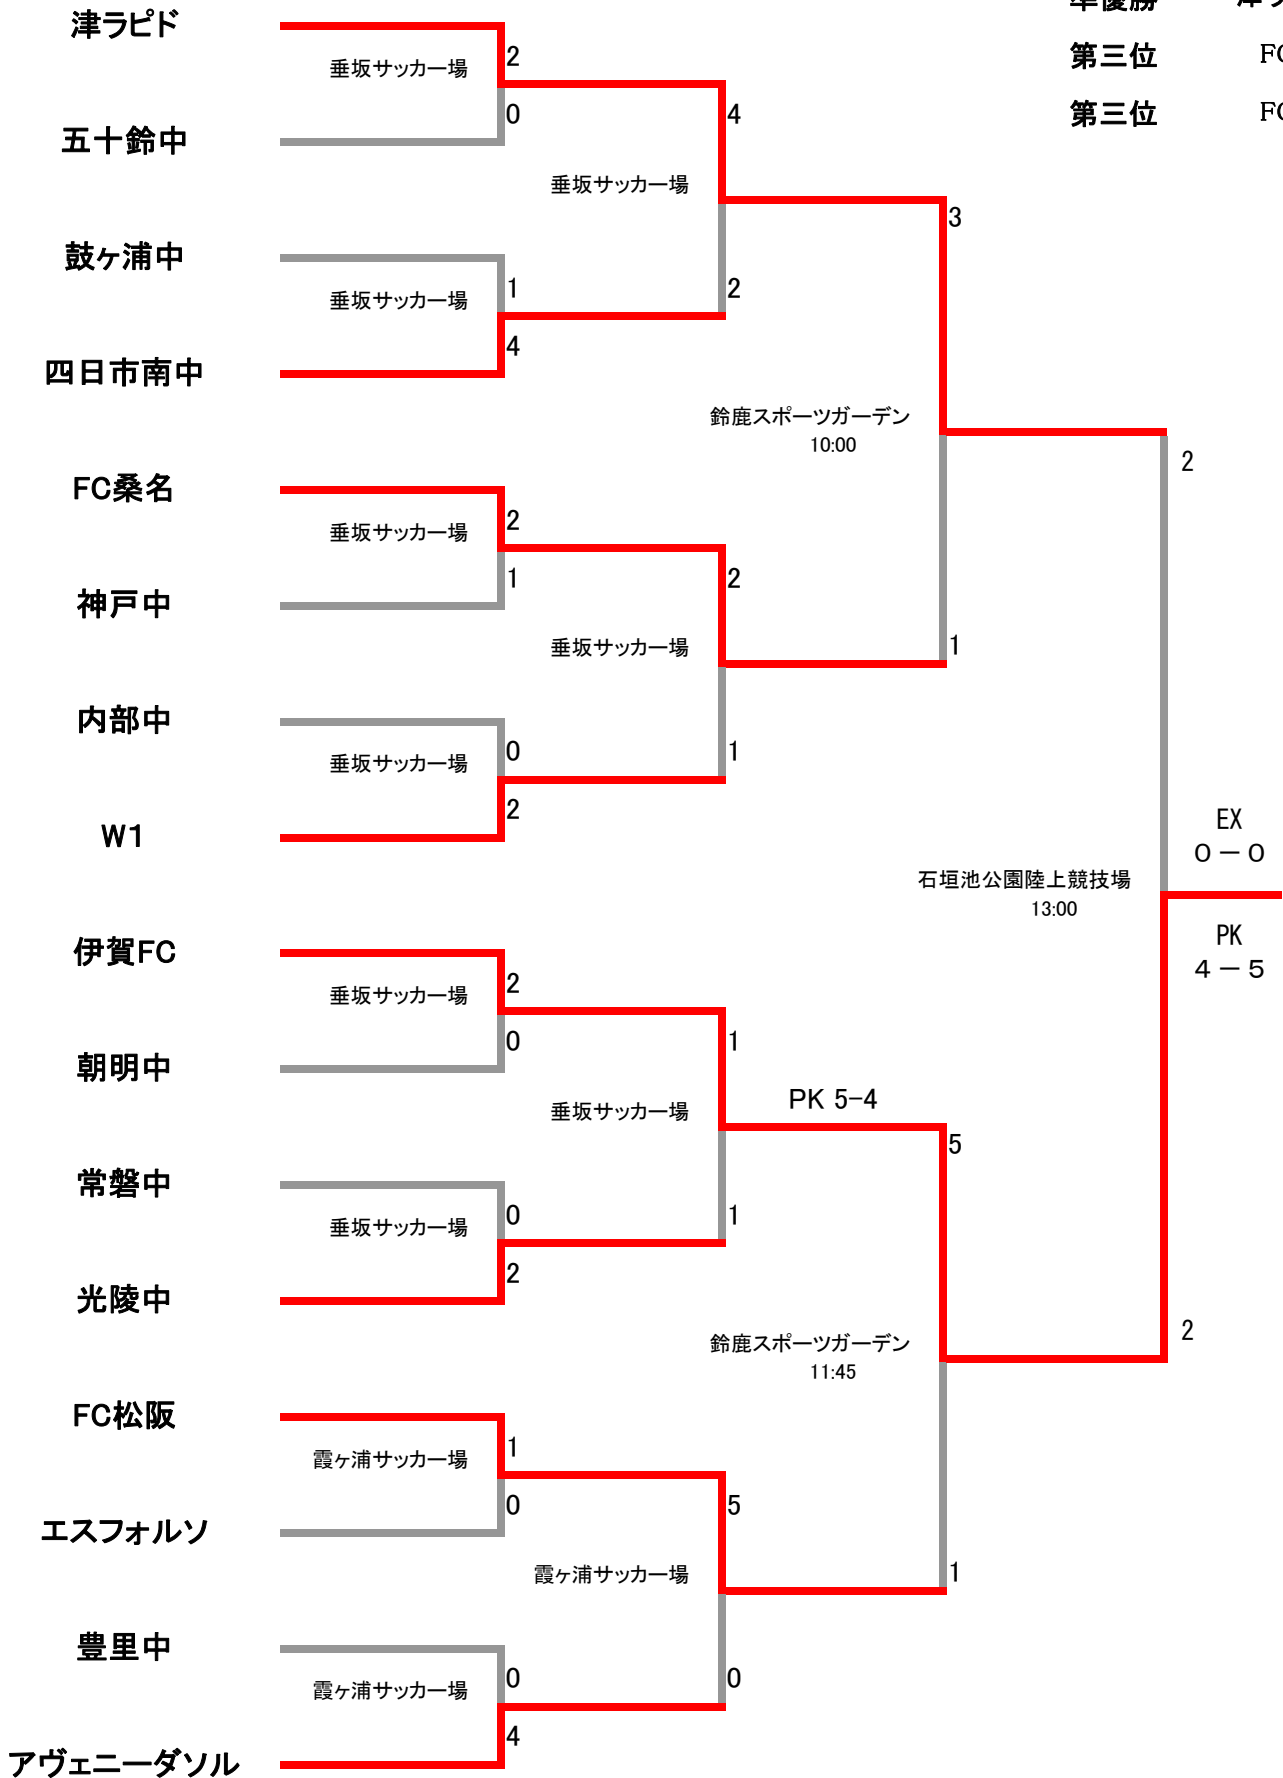 津ラピド
五十鈴中
鼓ヶ浦中
四日市南中
FC桑名
神戸中
内部中
W1
伊賀FC
朝明中
常磐中
光陵中
FC松阪
エスフォルソ
豊里中
アヴェニーダソル
垂坂サッカー場
2
0
垂坂サッカー場
1
4
垂坂サッカー場
2
1
垂坂サッカー場
0
2
垂坂サッカー場
2
0
垂坂サッカー場
0
2
霞ヶ浦サッカー場
1
0
霞ヶ浦サッカー場
0
4
垂坂サッカー場
4
2
垂坂サッカー場
2
1
垂坂サッカー場
1
1
PK 5-4
霞ヶ浦サッカー場
5
0
鈴鹿スポーツガーデン
10:00
3
1
鈴鹿スポーツガーデン
11:45
5
1
石垣池公園陸上競技場
13:00
2
2
EX
0－0
PK
4－5
準優勝 津
第三位 FC
第三位 FC